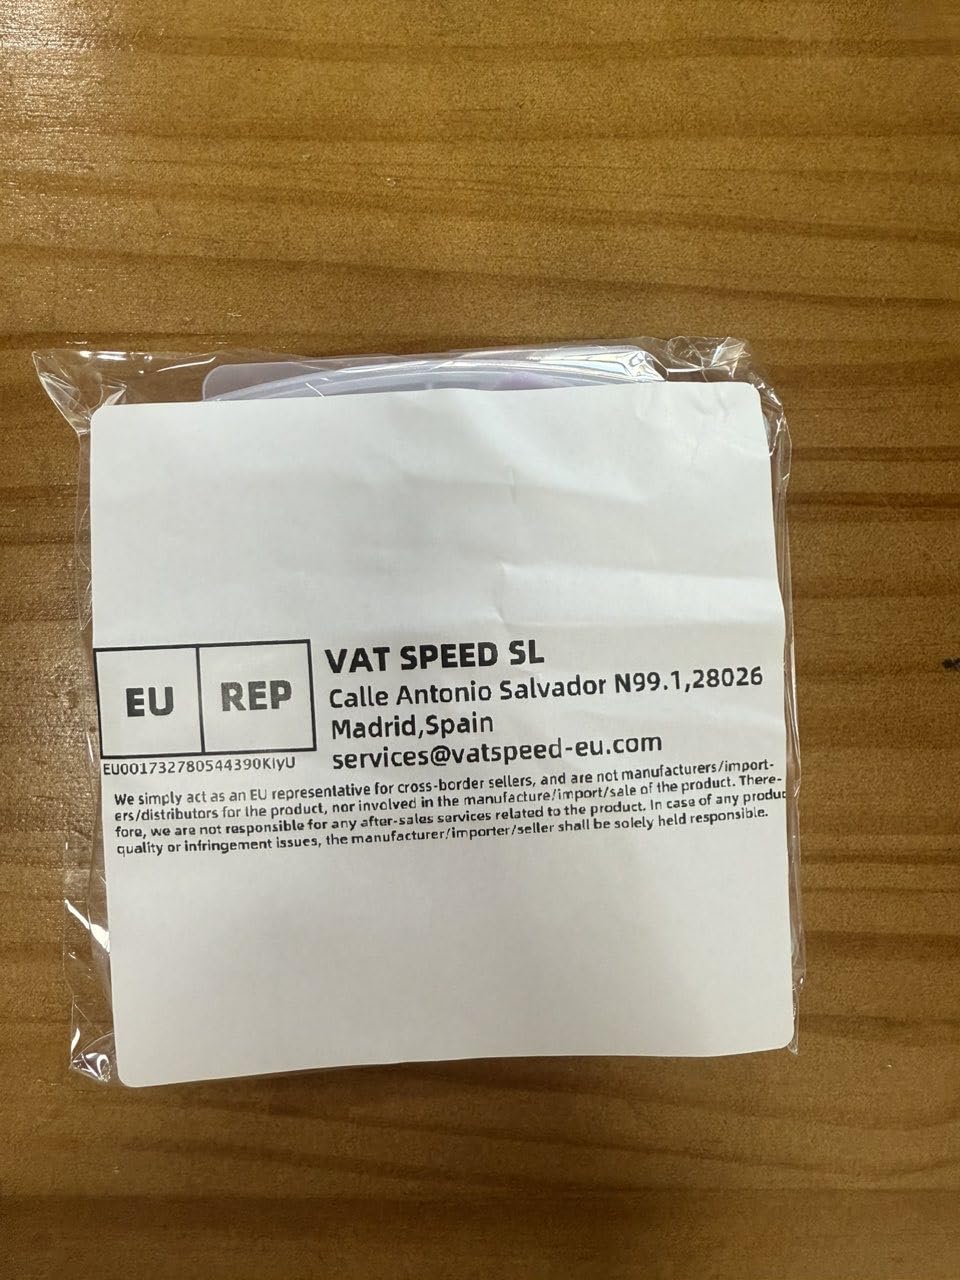 EU REP
EU001732780544390KIyU
VAT SPEED SL
Calle Antonio Salvador N99.1,28026
Madrid,Spain
services@vatspeed-eu.com
We simply act as an EU representative for cross-border sellers, and are not manufacturers/import-
ers/distributors for the product, nor involved in the manufacture/import/sale of the product. There-
fore, we are not responsible for any after-sales services related to the product. In case of any produc
quality or infringement issues, the manufacturer/importer/seller shall be solely held responsible.